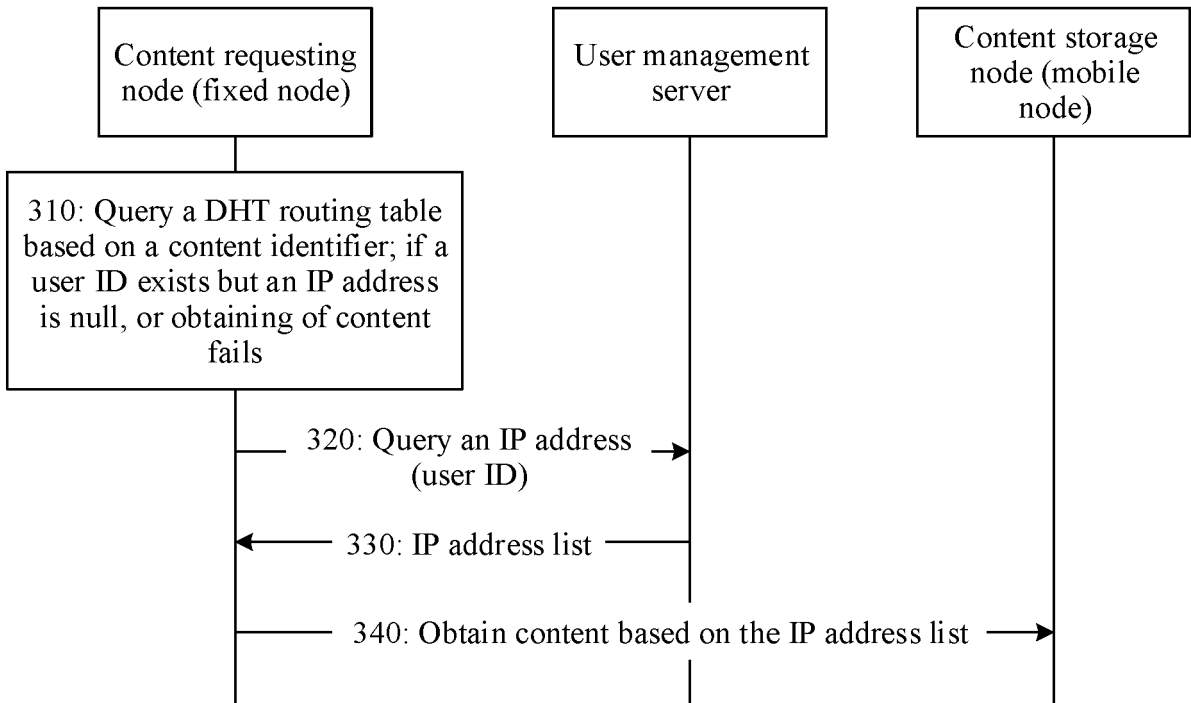 Content requesting
node (fixed node)
User management
server
Content storage
node (mobile
node)
310: Query a DHT routing table
based on a content identifier; if a
user ID exists but an IP address
is null, or obtaining of content
fails
320: Query an IP address
(user ID)
330: IP address list
340: Obtain content based on the IP address list